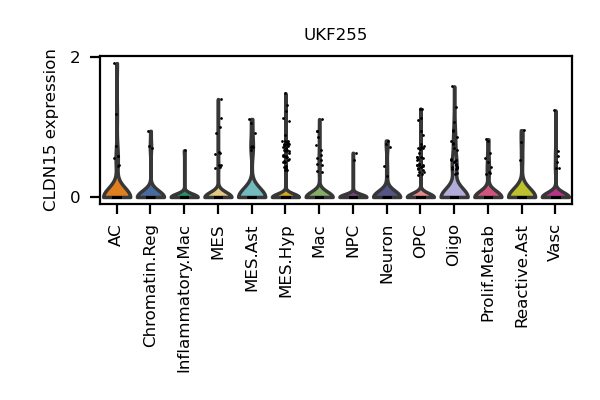 UKF255
CLDN15 expression
2
0
AC
Chromatin.Reg
Inflammatory.Mac
MES
MES.Ast
MES.Hyp
Mac
NPC
Neuron
OPC
Oligo
Prolif.Metab
Reactive.Ast
Vasc